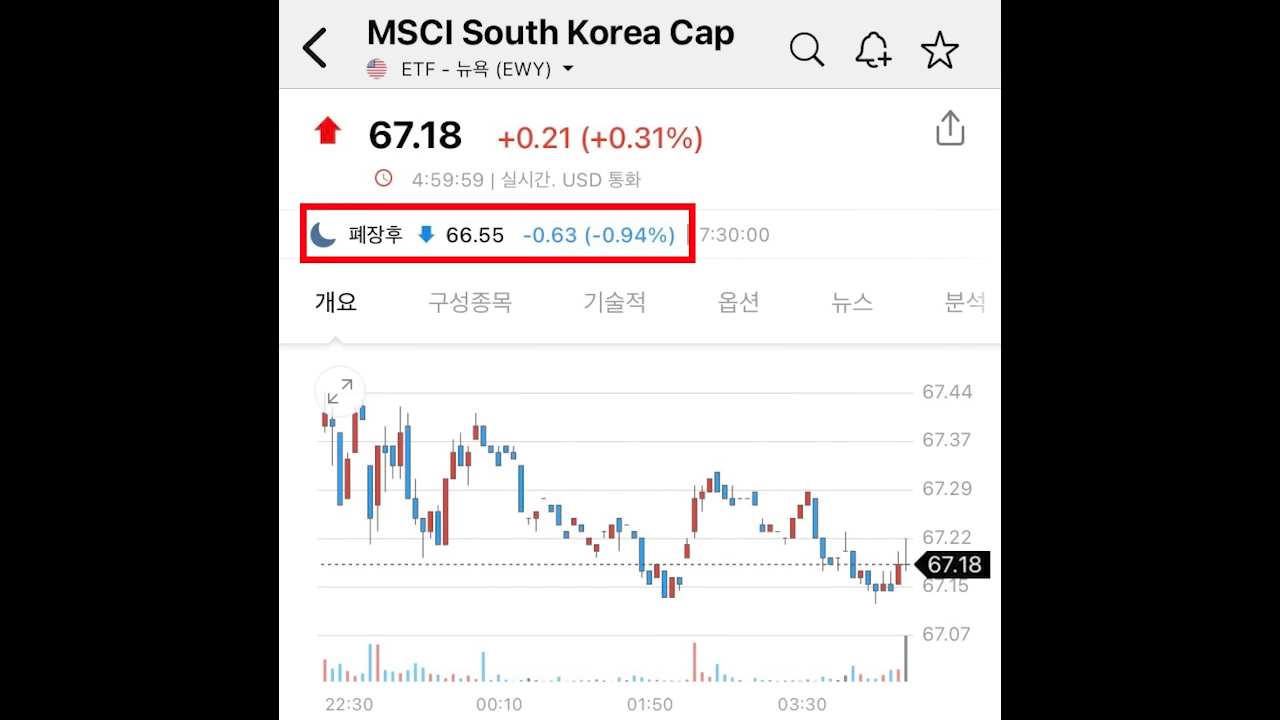 MSCI South Korea Cap
ETF - 뉴욕 (EWY)
67.18 +0.21 (+0.31%)
4:59:59 | 실시간. USD 통화
폐장후 66.55 -0.63 (-0.94%) | 7:30:00
개요 구성종목 기술적 옵션 뉴스 분석
67.44
67.37
67.29
67.22
67.18
67.15
67.07
22:30 00:10 01:50 03:30